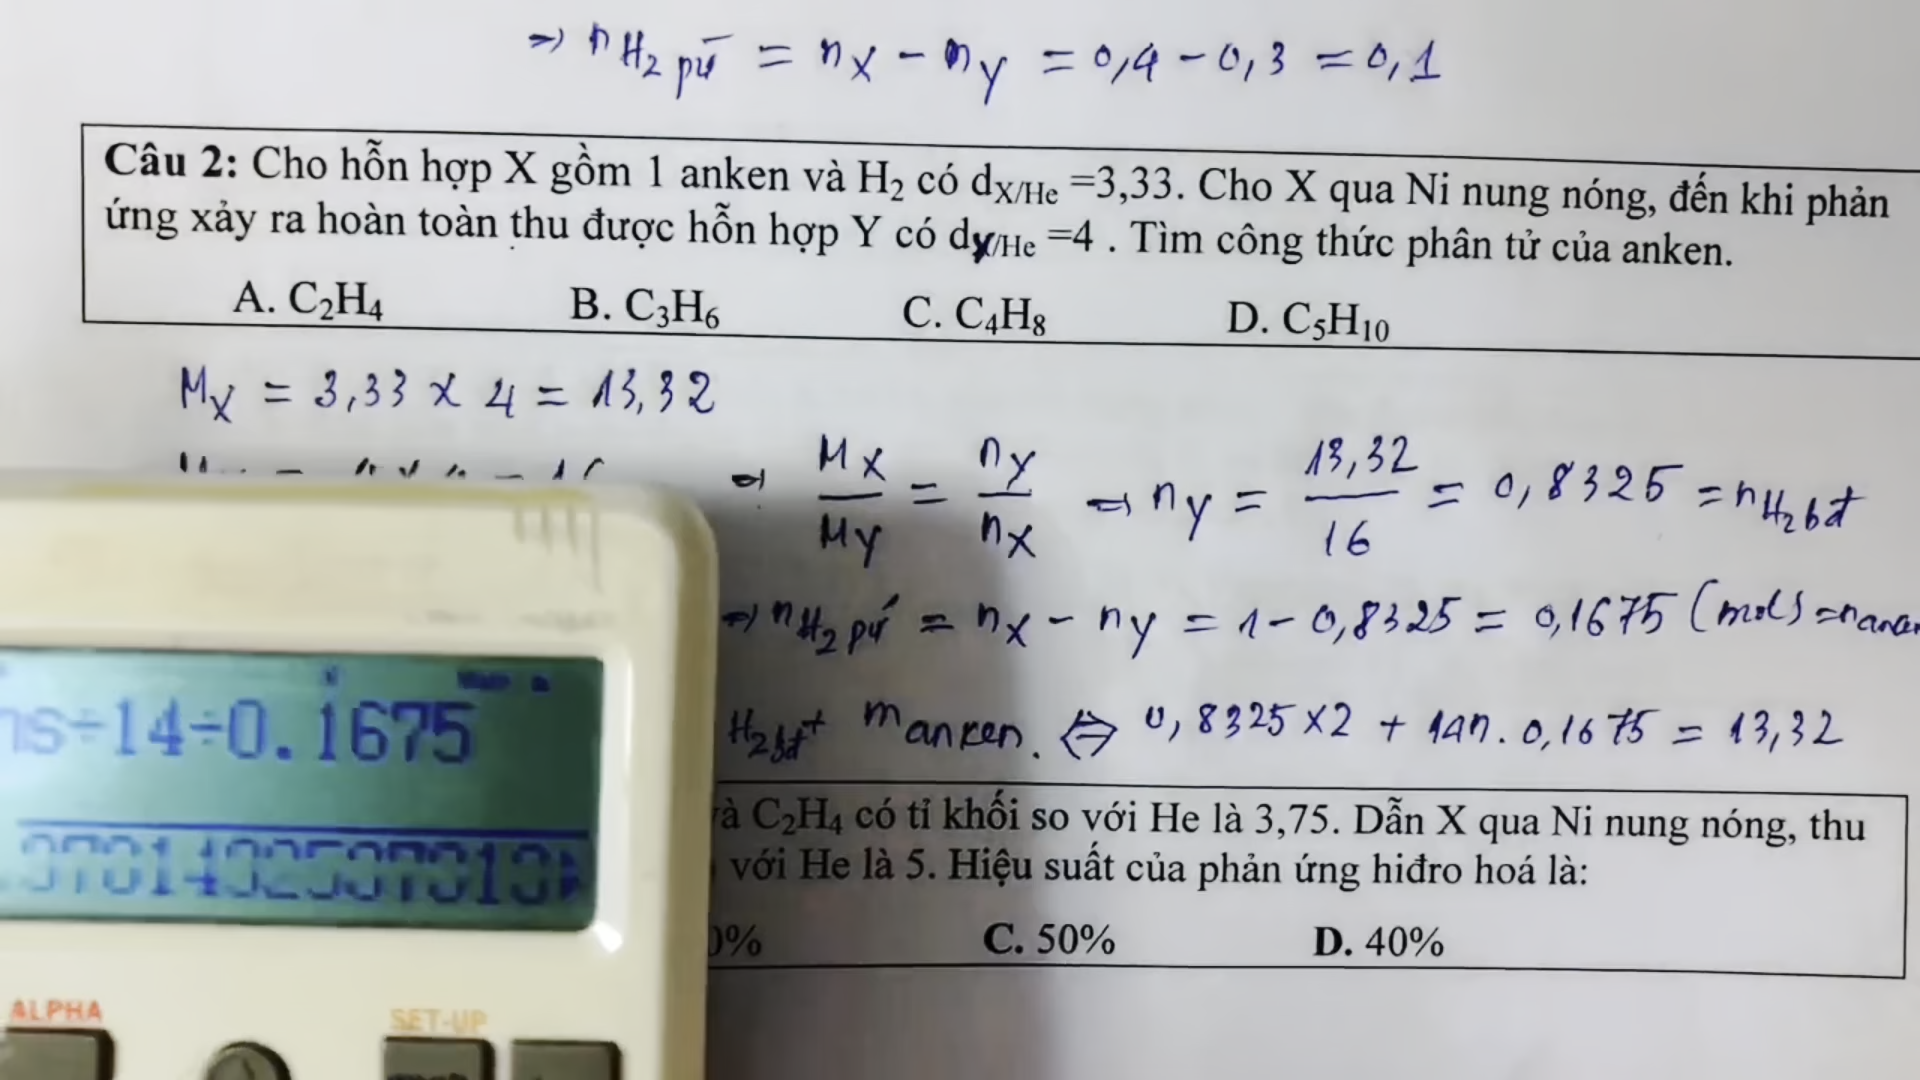 => nH2 pứ = nX - nY = 0,4 - 0,3 = 0,1
Câu 2: Cho hỗn hợp X gồm 1 anken và H2 có dX/He =3,33. Cho X qua Ni nung nóng, đến khi phản
ứng xảy ra hoàn toàn thu được hỗn hợp Y có dY/He =4 . Tìm công thức phân tử của anken.
A. C2H4 B. C3H6 C. C4H8 D. C5H10
MX = 3,33 x 4 = 13,32
=> MX/MY = nY/nX => nY = 13,32/16 = 0,8325 = nH2 bđ
=> nH2 pứ = nX - nY = 1 - 0,8325 = 0,1675 (mol) = nanken
H2bđ + m anken. <=> 0,8325 x 2 + 14n. 0,1675 = 13,32
÷14÷0.1675
C2H4 có tỉ khối so với He là 3,75. Dẫn X qua Ni nung nóng, thu
với He là 5. Hiệu suất của phản ứng hiđro hoá là:
0% C. 50% D. 40%
ALPHA SET-UP